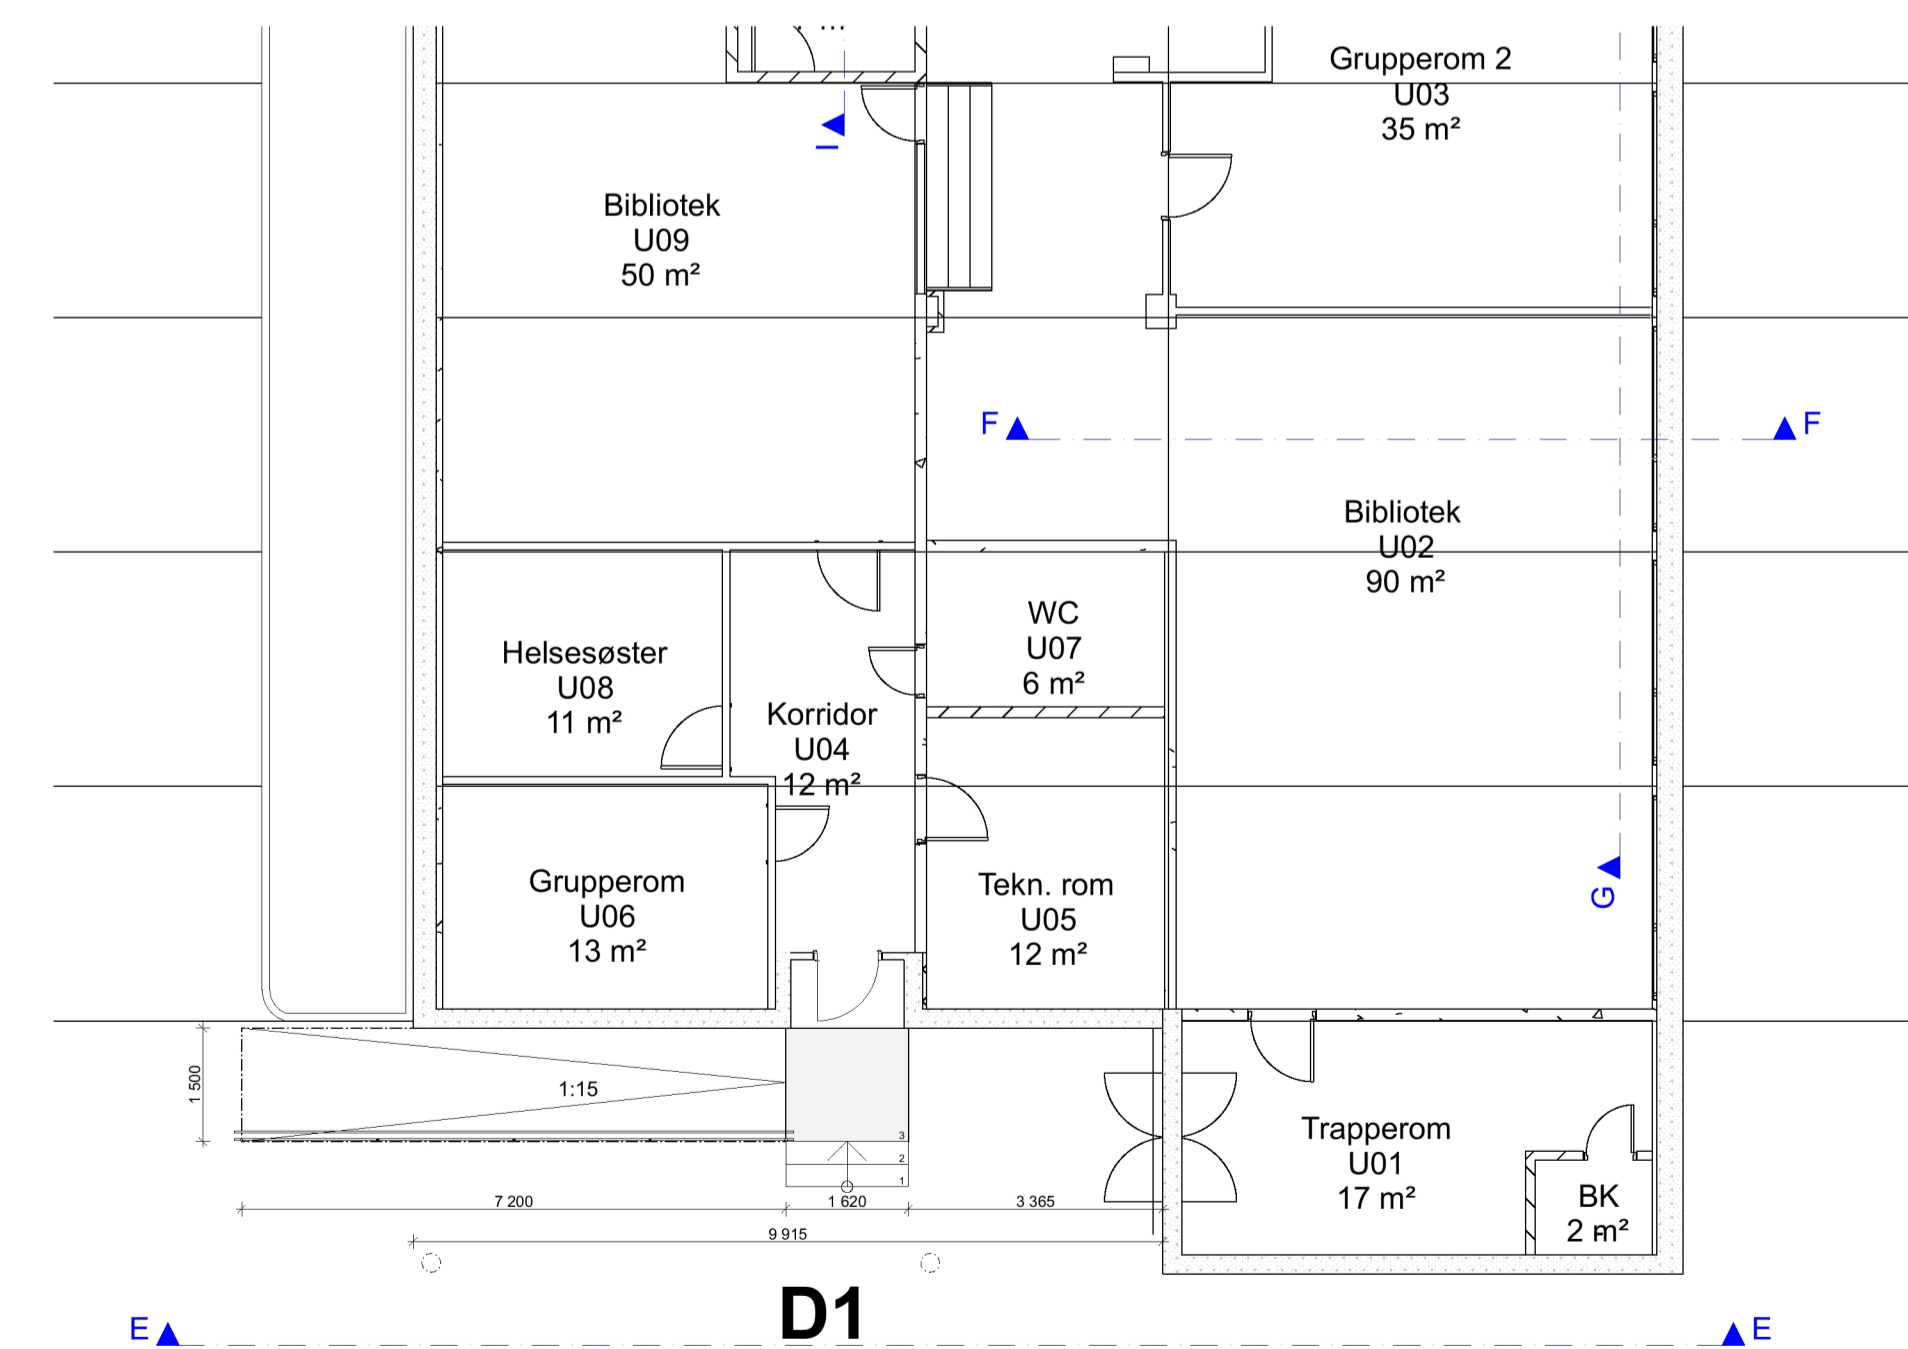 Grupperom 2
U03
35 m²
I
Bibliotek
U09
50 m²
F
F
Bibliotek
U02
90 m²
WC
U07
6 m²
Helsesøster
U08
11 m²
Korridor
U04
12 m²
G
Grupperom
U06
13 m²
Tekn. rom
U05
12 m²
1 500
1:15
3
2
1
Trapperom
U01
17 m²
BK
2 m²
7 200
1 620
3 365
9 915
D1
E
E